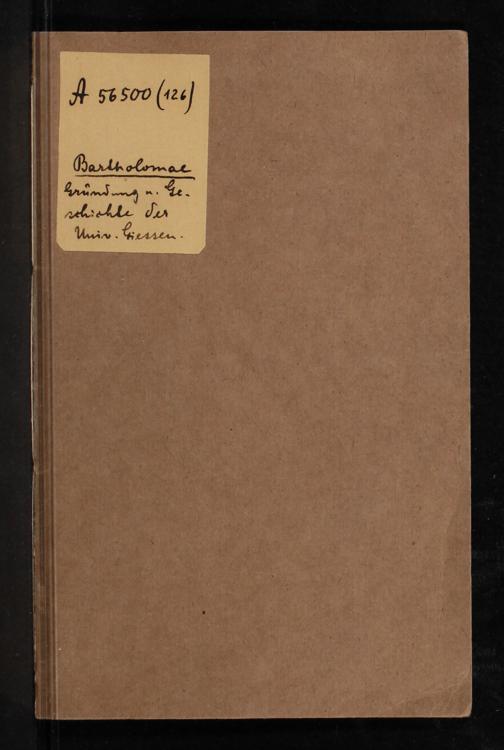 A 56500 (126)
Bartholomae
Gründung u. Ge-
schichte der
Univ. Giessen.